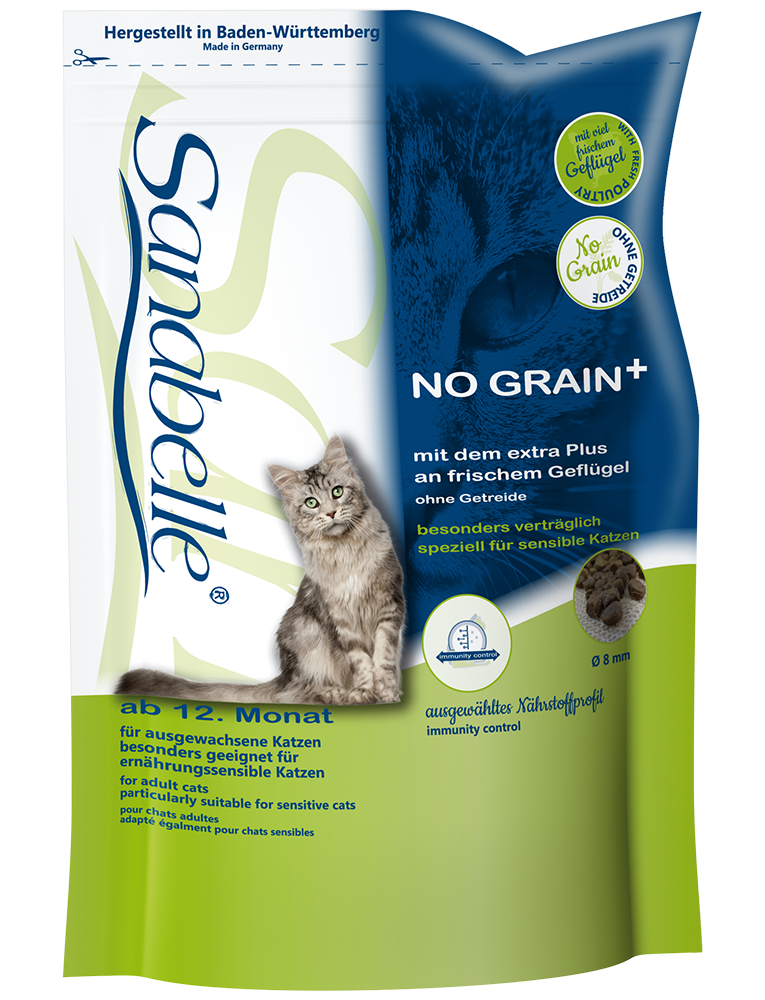 Hergestellt in Baden-Württemberg
Made in Germany
Sanabelle®
mit viel
frischem
Geflügel
WITH FRESH POULTRY
No
Grain
OHNE GETREIDE
NO GRAIN+
mit dem extra Plus
an frischem Geflügel
ohne Getreide
besonders verträglich
speziell für sensible Katzen
immunity control
Ø 8 mm
ausgewähltes Nährstoffprofil
immunity control
ab 12. Monat
für ausgewachsene Katzen
besonders geeignet für
ernährungssensible Katzen
for adult cats
particularly suitable for sensitive cats
pour chats adultes
adapté égalment pour chats sensibles